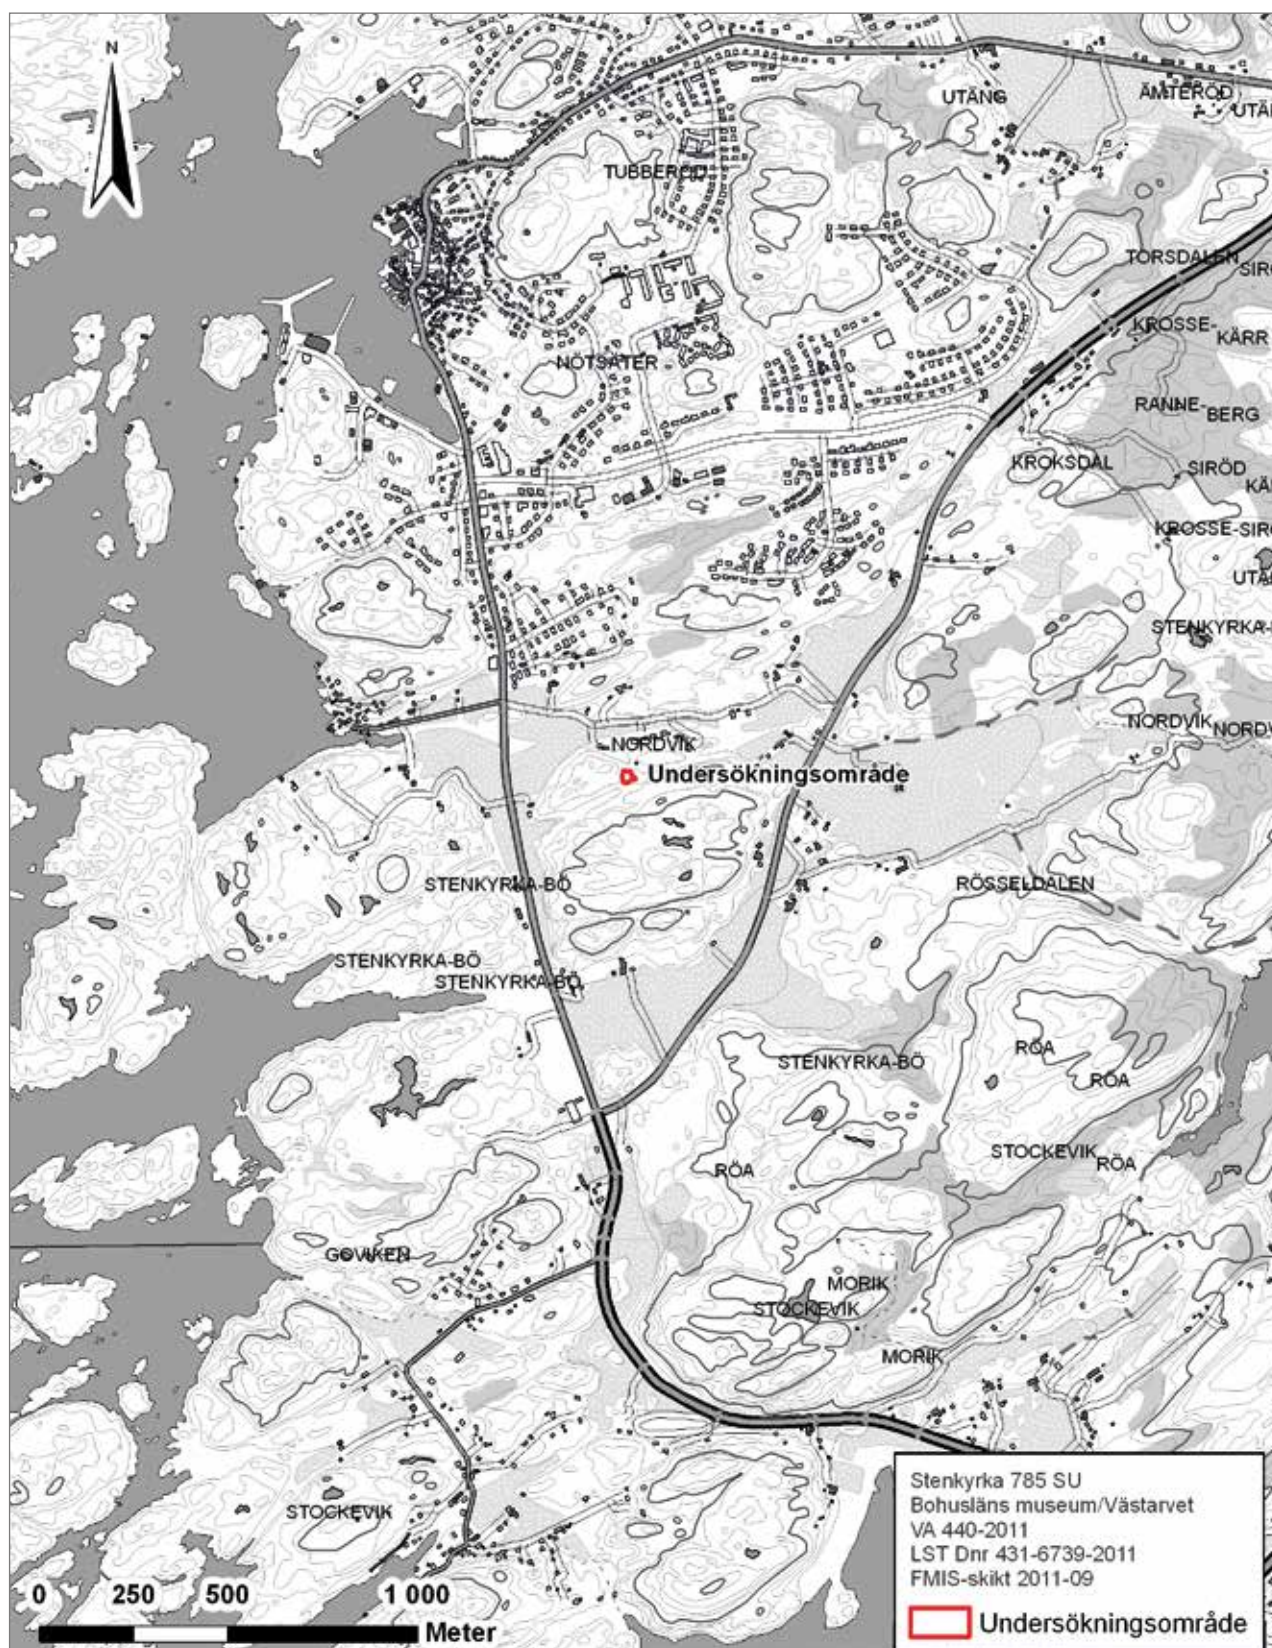 N
UTÄNG
ÄMTERÖD
TUBBERÖD
TORSDALEN
KROSSE-
KÄRR
NÖTSÄTER
RANNE-
BERG
KROKSDAL
SIRÖD
KROSSE-
STENKYRKA-
NORDVIK
NORDVIK
Undersökningsområde
STENKYRKA-BÖ
RÖSSELDALEN
STENKYRKA-BÖ
STENKYRKA-BÖ
RÖA
STENKYRKA-BÖ
RÖA
STOCKEVIK
RÖA
RÖA
GOVIKEN
MORIK
STOCKEVIK
MORIK
STOCKEVIK
0 250 500 1 000
Meter
Stenkyrka 785 SU
Bohusläns museum/Västarvet
VA 440-2011
LST Dnr 431-6739-2011
FMIS-skikt 2011-09
Undersökningsområde